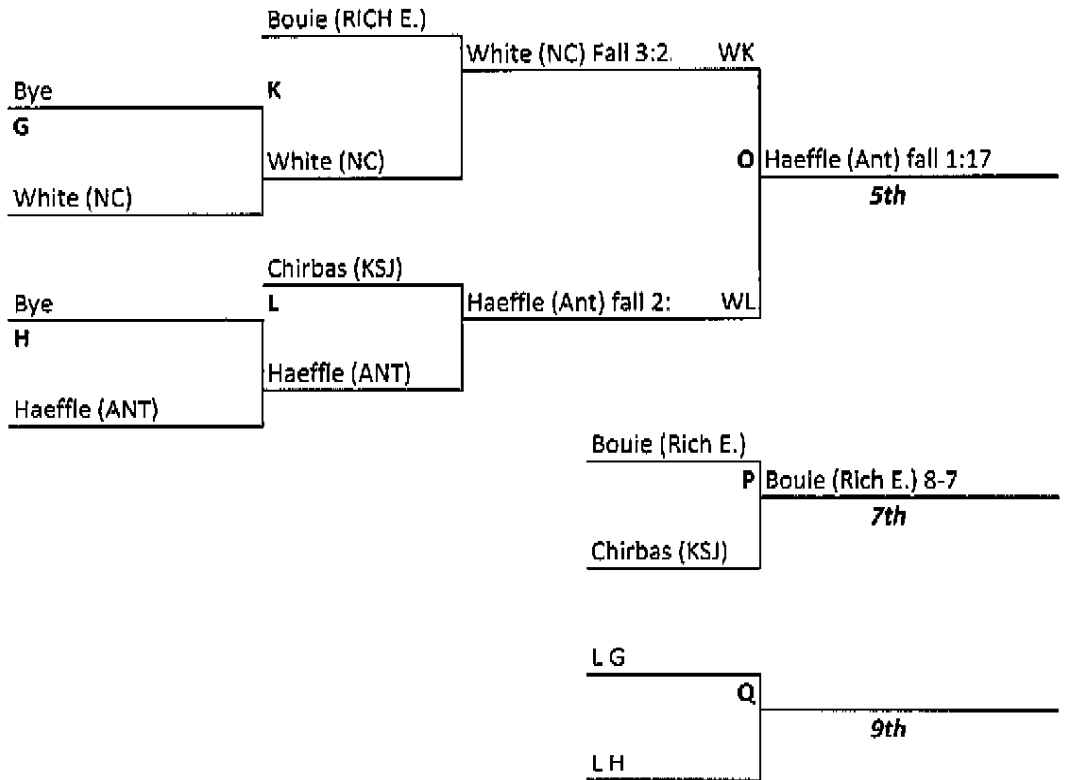 Bouie (RICH E.)
White (NC) Fall 3:2. WK
Bye
K
G
White (NC)
O Haeffle (Ant) fall 1:17
5th
White (NC)
Chirbas (KSJ)
Bye
L
Haeffle (Ant) fall 2: WL
H
Haeffle (ANT)
Haeffle (ANT)
Bouie (Rich E.)
P Bouie (Rich E.) 8-7
7th
Chirbas (KSJ)
L G
Q
9th
L H